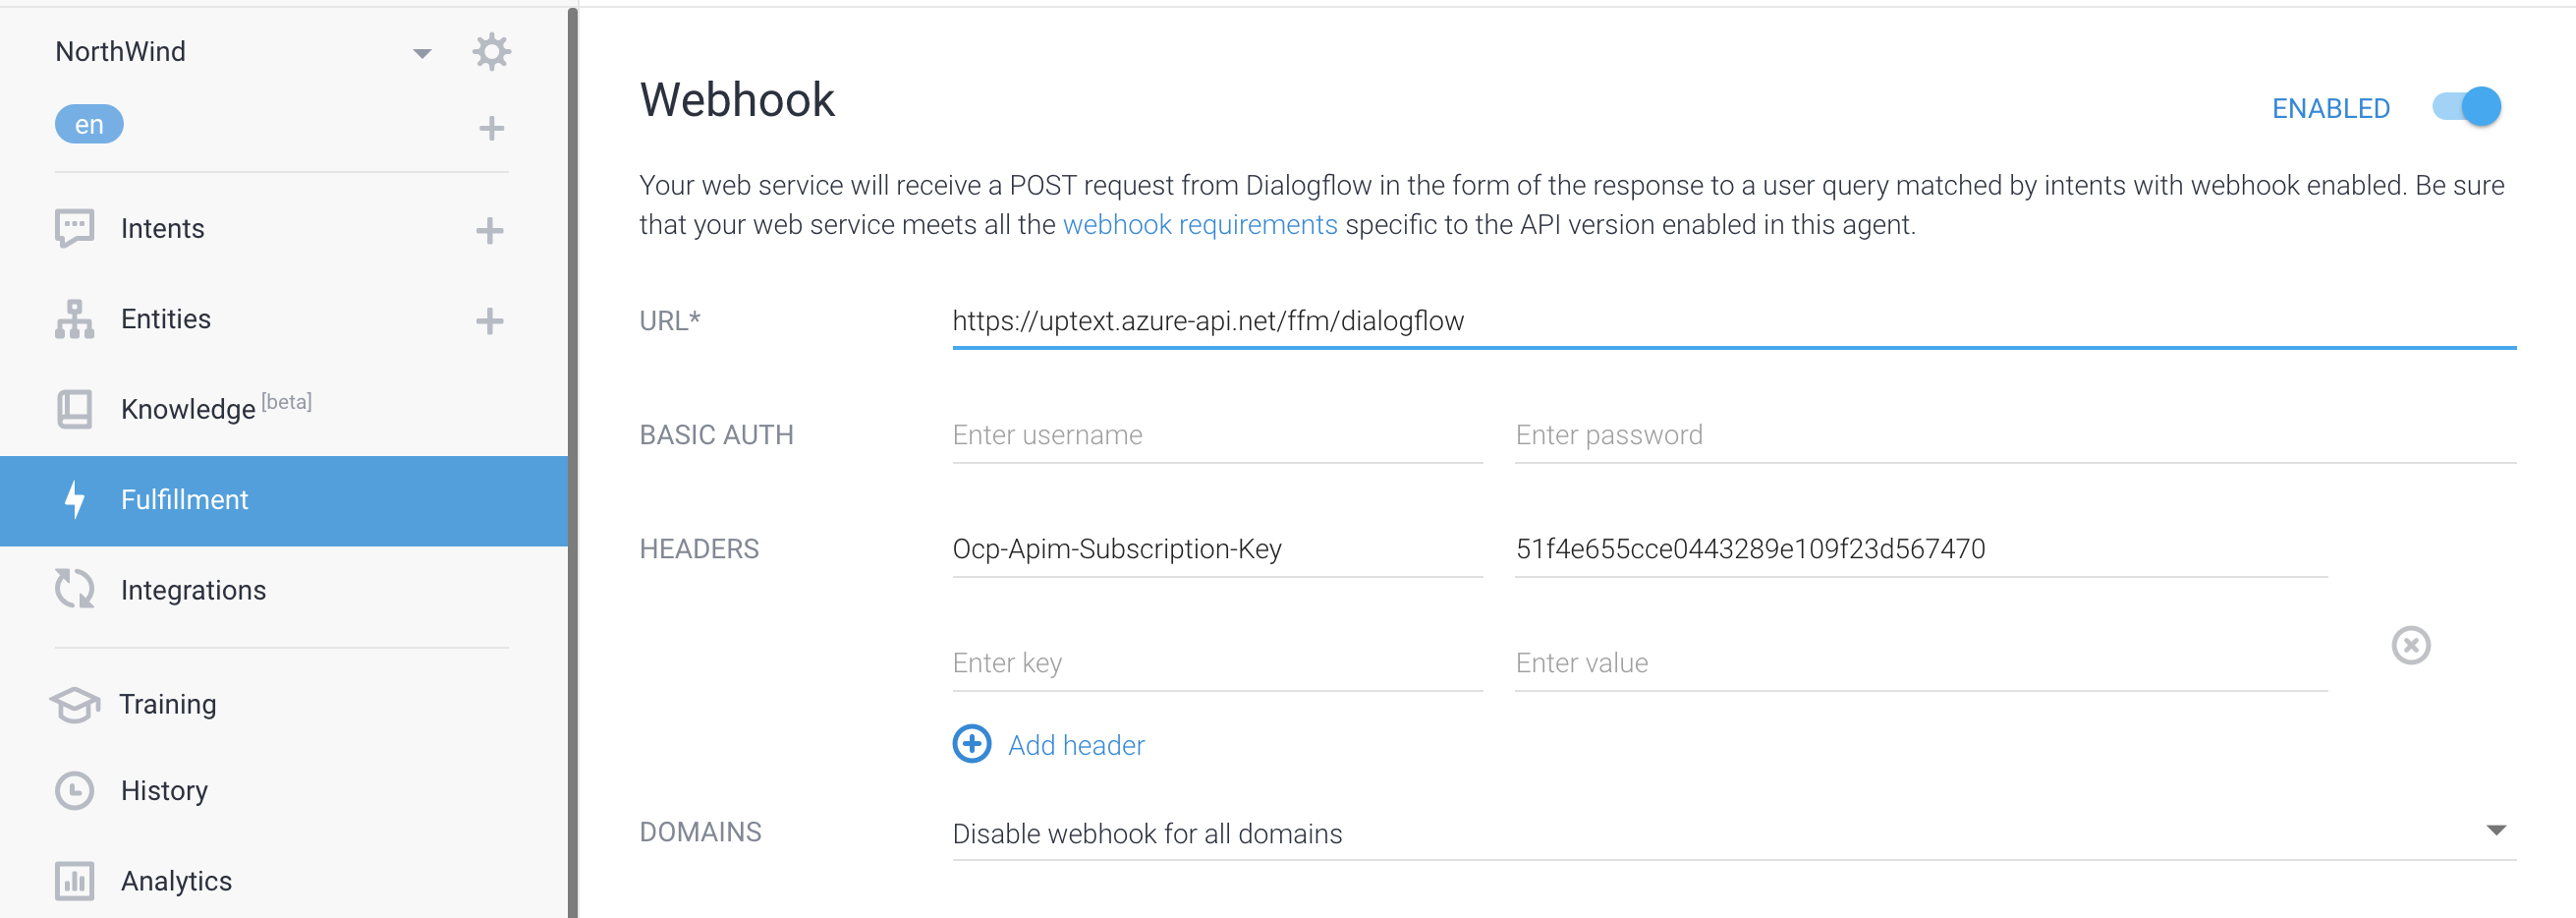 NorthWind
en
Intents
Entities
Knowledge [beta]
Fulfillment
Integrations
Training
History
Analytics
Webhook
ENABLED
Your web service will receive a POST request from Dialogflow in the form of the response to a user query matched by intents with webhook enabled. Be sure
that your web service meets all the webhook requirements specific to the API version enabled in this agent.
URL* https://uptext.azure-api.net/ffm/dialogflow
BASIC AUTH Enter username Enter password
HEADERS Ocp-Apim-Subscription-Key 51f4e655cce0443289e109f23d567470
Enter key Enter value
Add header
DOMAINS Disable webhook for all domains